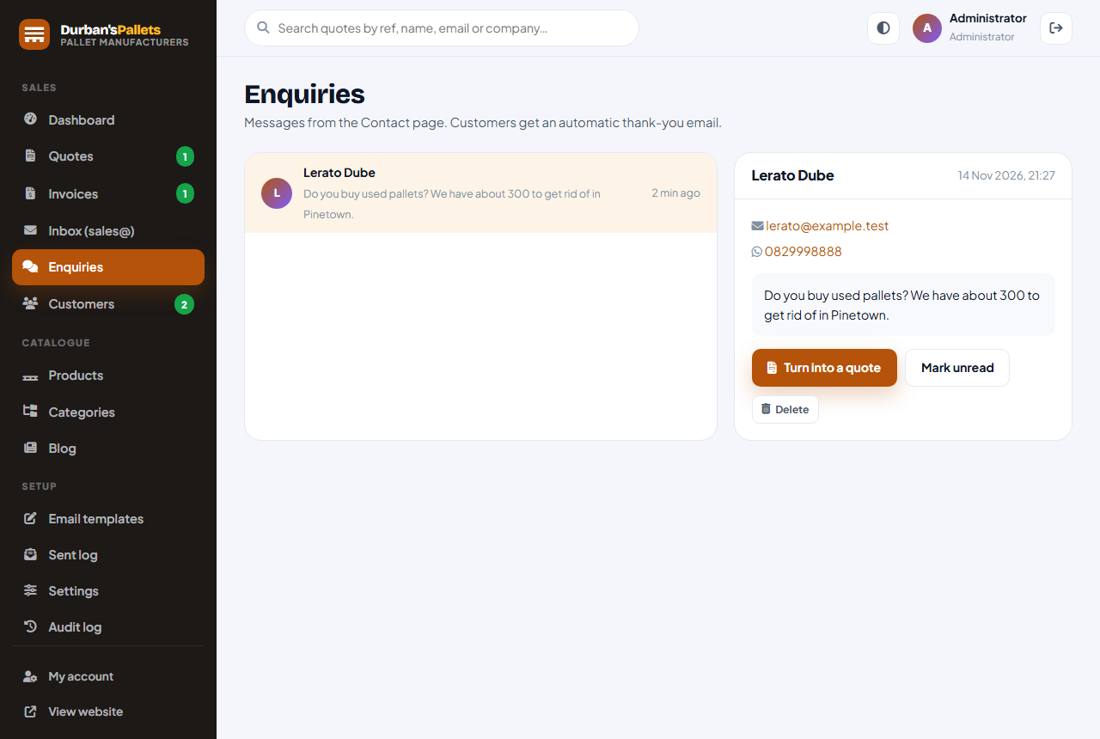 Durban'sPallets
PALLET MANUFACTURERS
SALES
Dashboard
Quotes 1
Invoices 1
Inbox (sales@)
Enquiries
Customers 2
CATALOGUE
Products
Categories
Blog
SETUP
Email templates
Sent log
Settings
Audit log
My account
View website
Search quotes by ref, name, email or company...
A
Administrator
Administrator
Enquiries
Messages from the Contact page. Customers get an automatic thank-you email.
L
Lerato Dube
Do you buy used pallets? We have about 300 to get rid of in
Pinetown.
2 min ago
Lerato Dube
14 Nov 2026, 21:27
lerato@example.test
0829998888
Do you buy used pallets? We have about 300 to
get rid of in Pinetown.
Turn into a quote
Mark unread
Delete